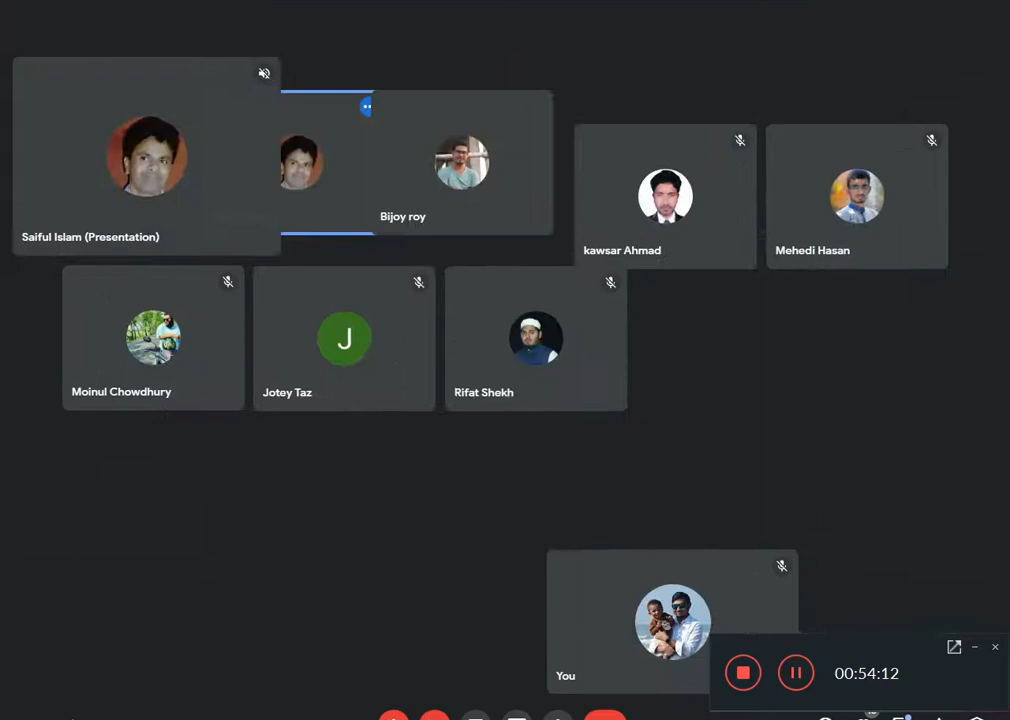 Saiful Islam (Presentation)
Bijoy roy
kawsar Ahmad
Mehedi Hasan
Moinul Chowdhury
J
Jotey Taz
Rifat Shekh
You
00:54:12